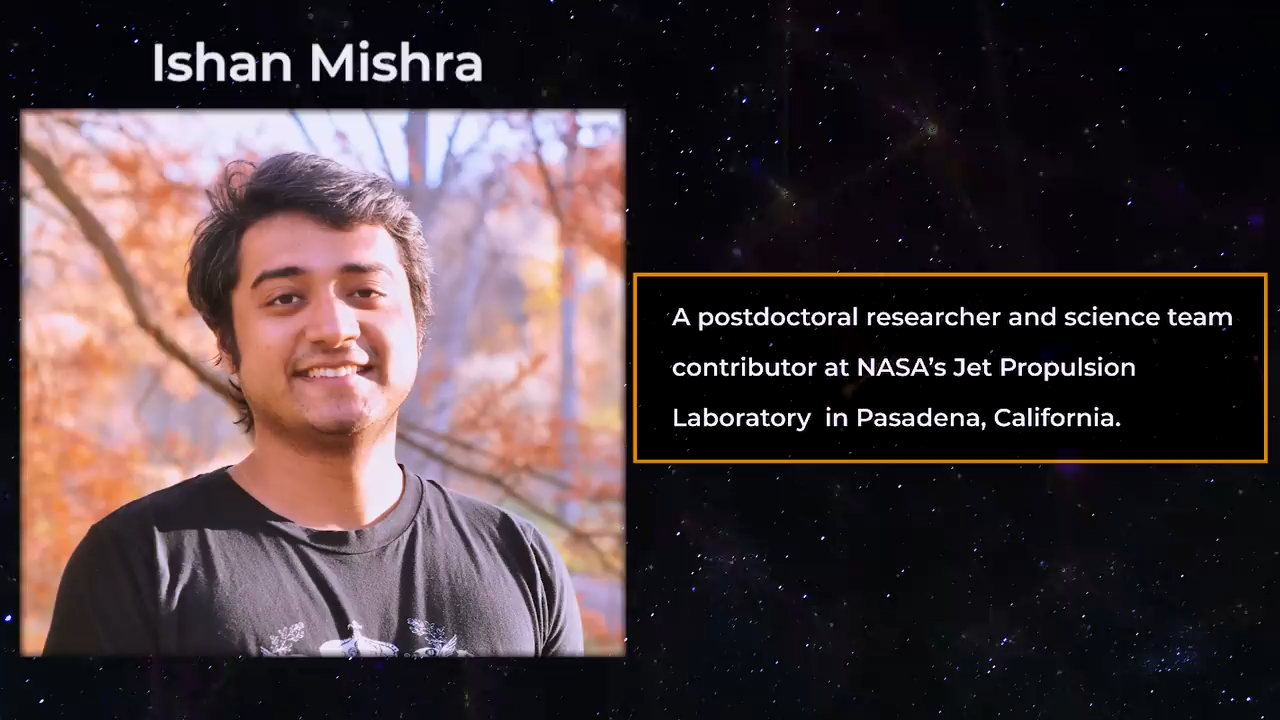 Ishan Mishra
A postdoctoral researcher and science team
contributor at NASA’s Jet Propulsion
Laboratory  in Pasadena, California.